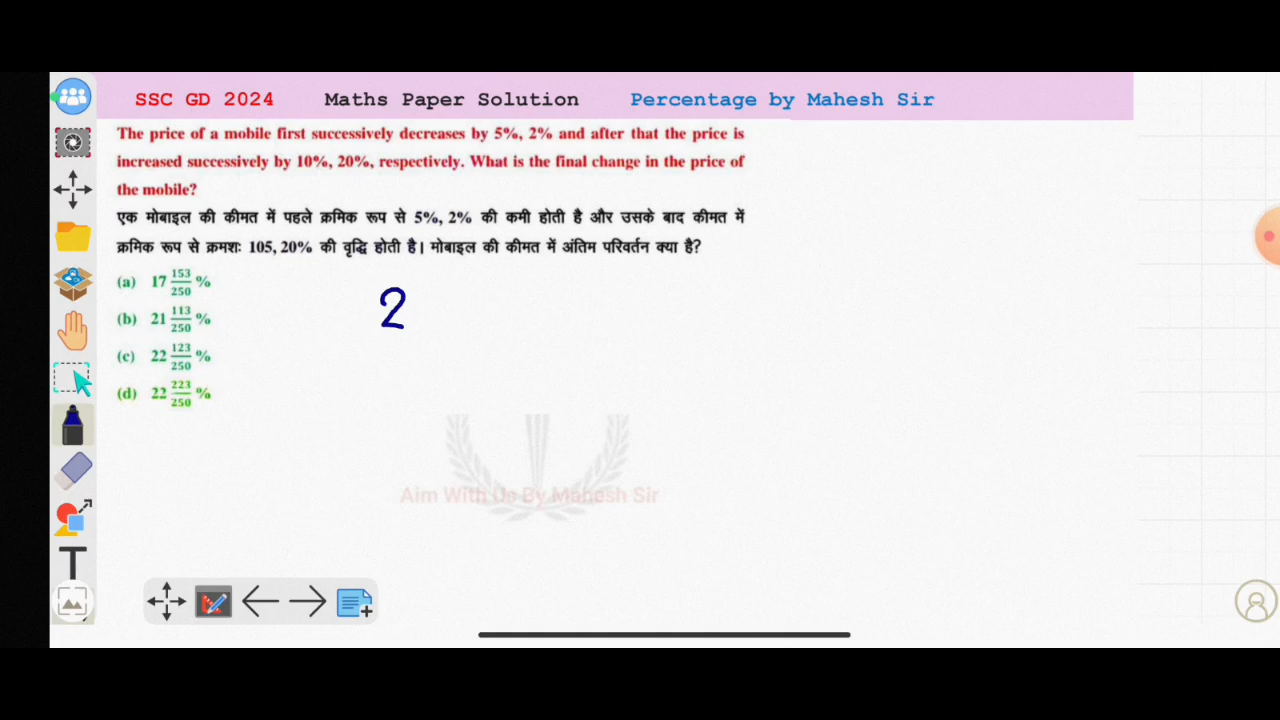 SSC GD 2024 Maths Paper Solution Percentage by Mahesh Sir
The price of a mobile first successively decreases by 5%, 2% and after that the price is
increased successively by 10%, 20%, respectively. What is the final change in the price of
the mobile?
एक मोबाइल की कीमत में पहले क्रमिक रूप से 5%, 2% की कमी होती है और उसके बाद कीमत में
क्रमिक रूप से क्रमशः 105, 20% की वृद्धि होती है। मोबाइल की कीमत में अंतिम परिवर्तन क्या है?
(a) 17 153/250 %
(b) 21 113/250 %
(c) 22 123/250 %
(d) 22 223/250 %
2
Aim With Us By Mahesh Sir
T